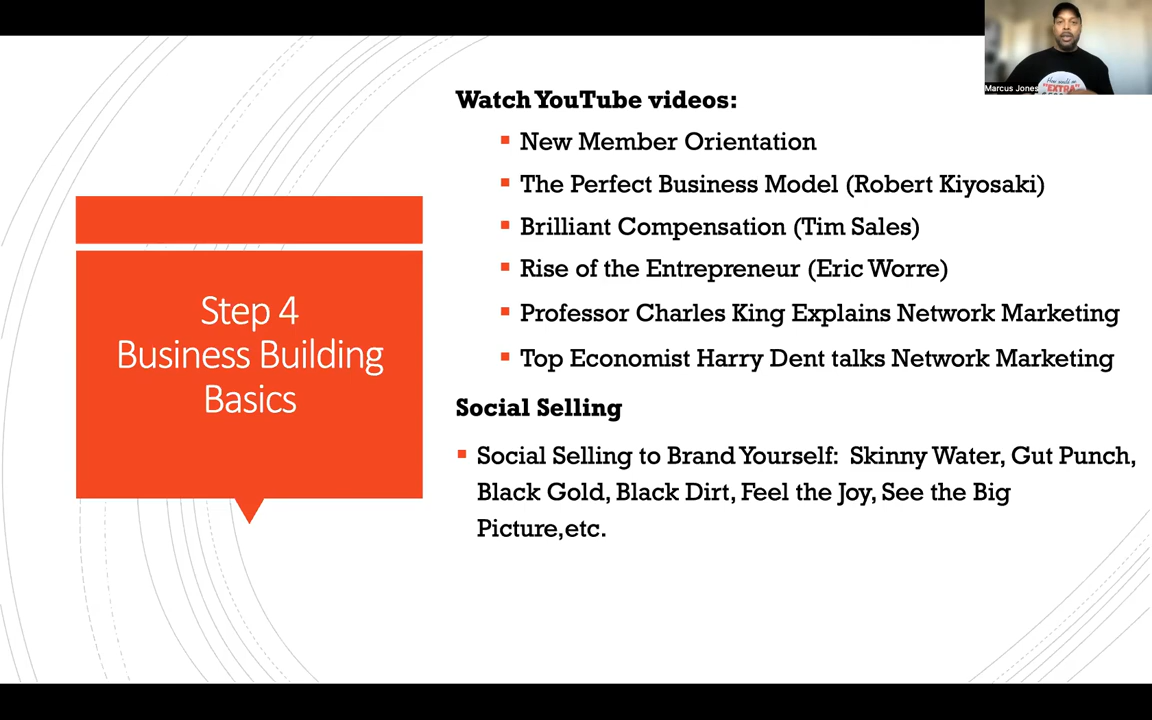 Marcus Jones
"EXTRA"
Watch YouTube videos:
New Member Orientation
The Perfect Business Model (Robert Kiyosaki)
Brilliant Compensation (Tim Sales)
Rise of the Entrepreneur (Eric Worre)
Professor Charles King Explains Network Marketing
Top Economist Harry Dent talks Network Marketing
Step 4
Business Building
Basics
Social Selling
Social Selling to Brand Yourself: Skinny Water, Gut Punch,
Black Gold, Black Dirt, Feel the Joy, See the Big
Picture,etc.